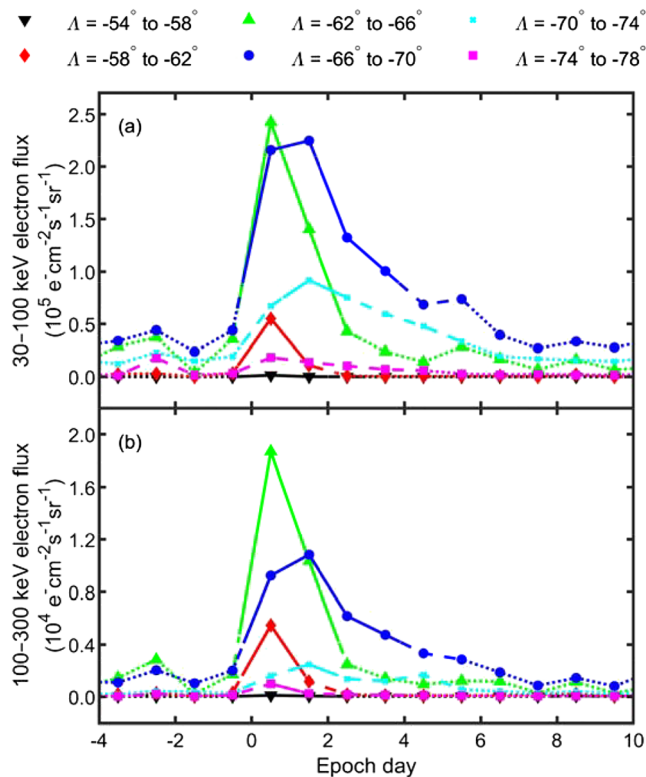 Λ = -54° to -58° Λ = -62° to -66° Λ = -70° to -74°
Λ = -58° to -62° Λ = -66° to -70° Λ = -74° to -78°
(a)
30–100 keV electron flux
(10⁵ e⁻cm⁻²s⁻¹sr⁻¹)
2.5
2.0
1.5
1.0
0.5
0.0
(b)
100–300 keV electron flux
(10⁴ e⁻cm⁻²s⁻¹sr⁻¹)
2.0
1.6
1.2
0.8
0.4
0.0
-4 -2 0 2 4 6 8 10
Epoch day